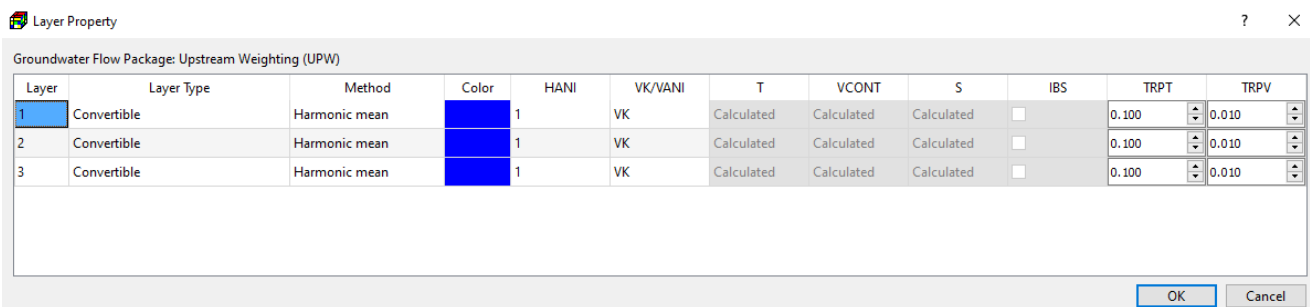 Layer Property ? ×
Groundwater Flow Package: Upstream Weighting (UPW)
Layer Layer Type Method Color HANI VK/VANI T VCONT S IBS TRPT TRPV
1 Convertible Harmonic mean 1 VK Calculated Calculated Calculated 0.100 0.010
2 Convertible Harmonic mean 1 VK Calculated Calculated Calculated 0.100 0.010
3 Convertible Harmonic mean 1 VK Calculated Calculated Calculated 0.100 0.010
OK Cancel